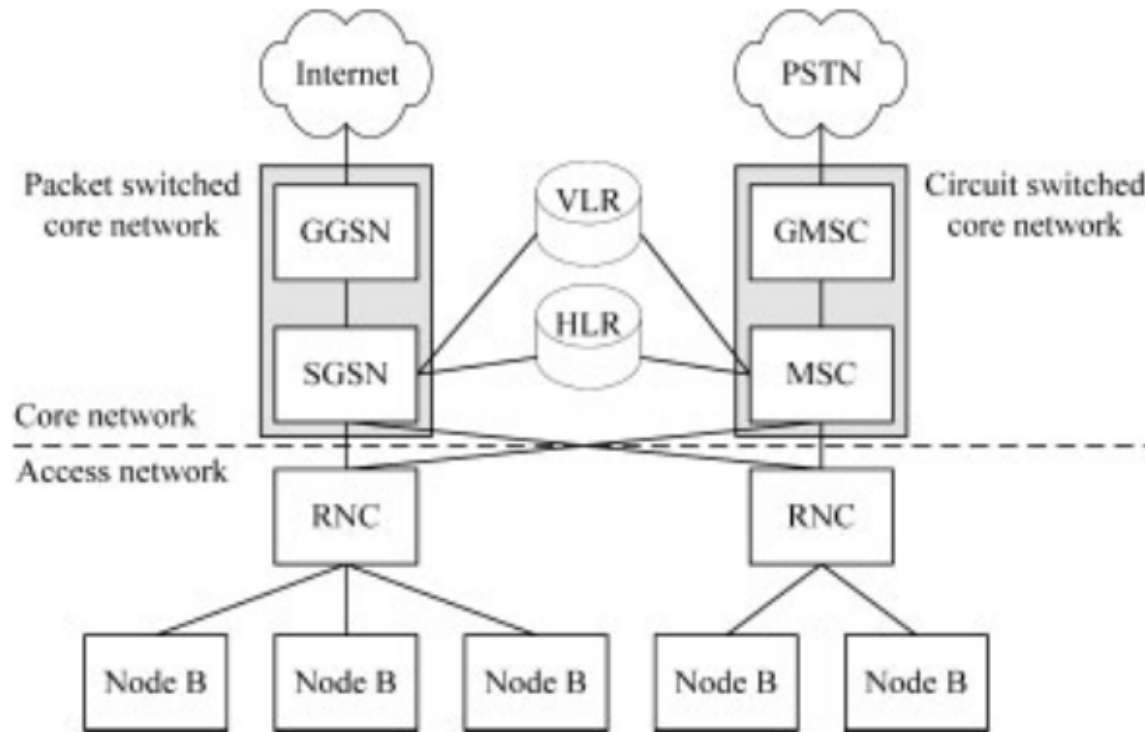 Internet
PSTN
Packet switched
core network
GGSN
VLR
GMSC
Circuit switched
core network
SGSN
HLR
MSC
Core network
Access network
RNC
RNC
Node B
Node B
Node B
Node B
Node B